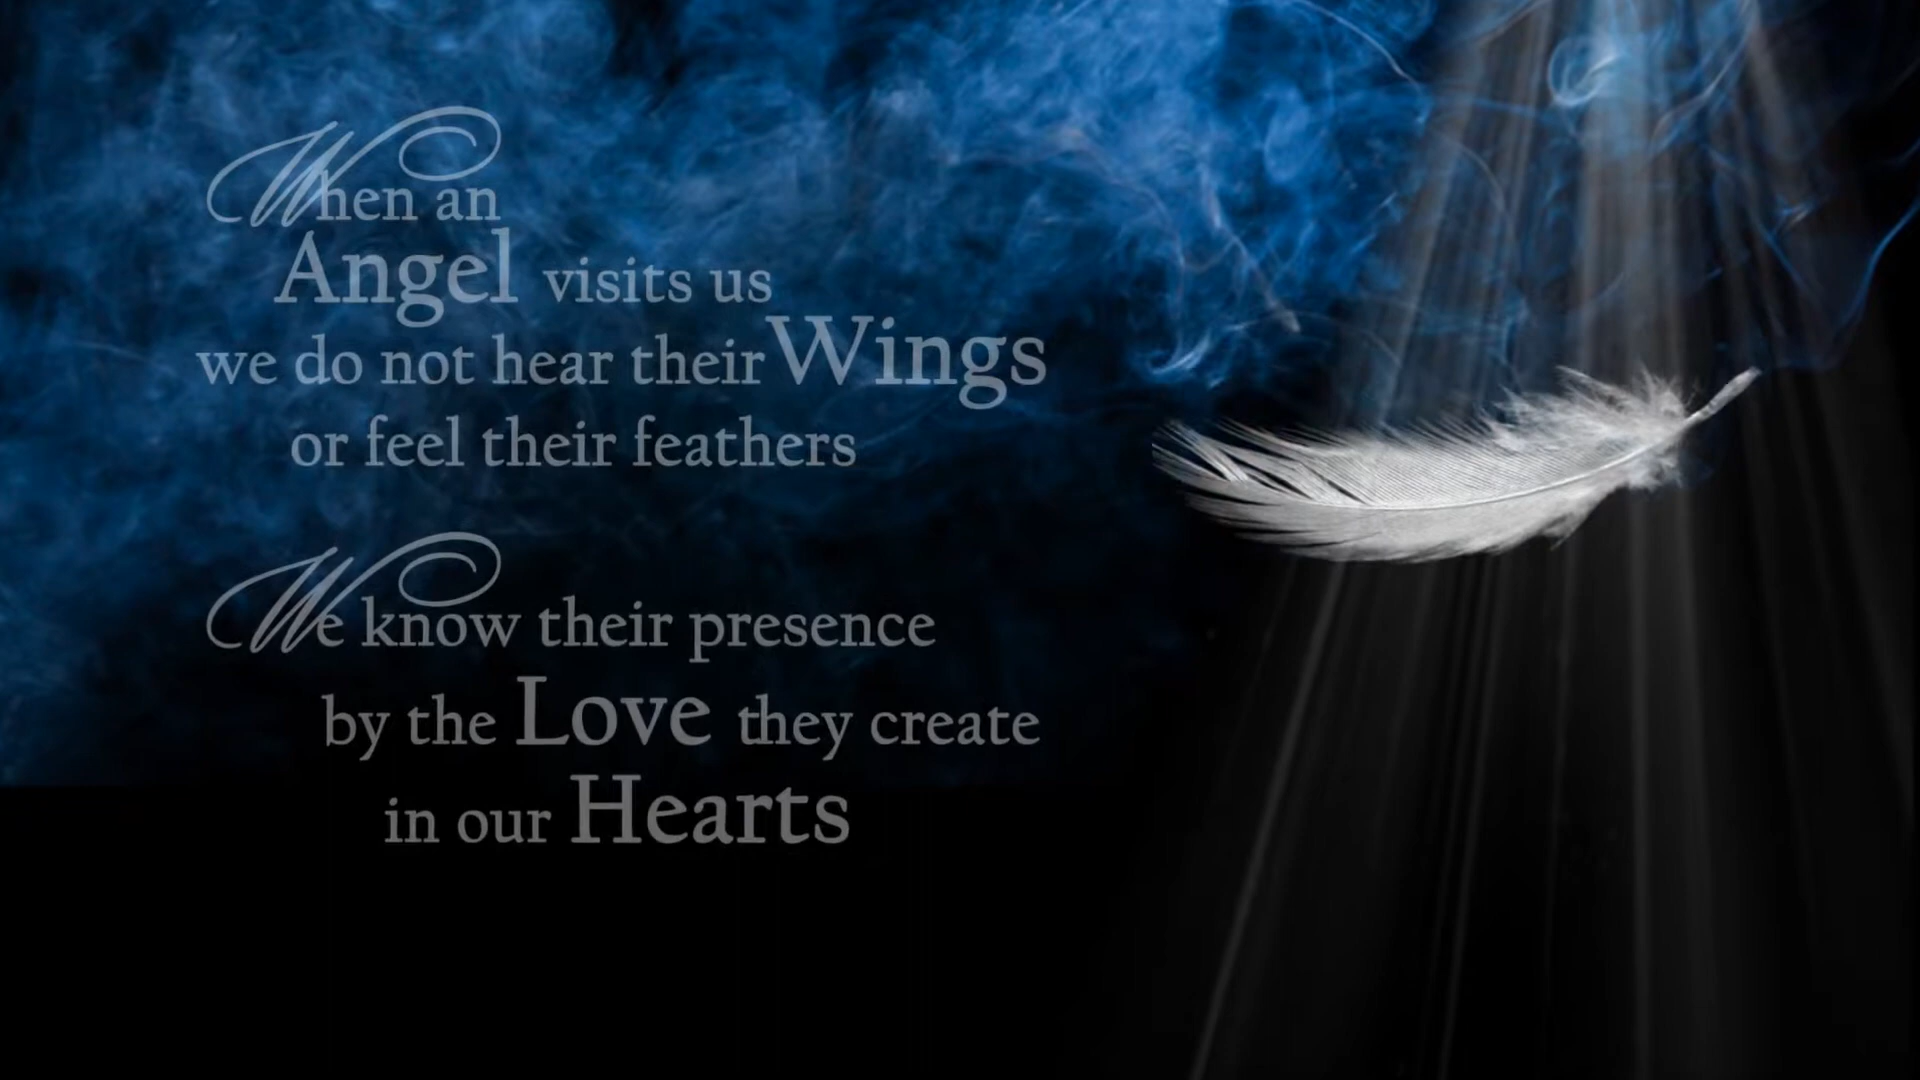 When an
Angel visits us
we do not hear their Wings
or feel their feathers
We know their presence
by the Love they create
in our Hearts